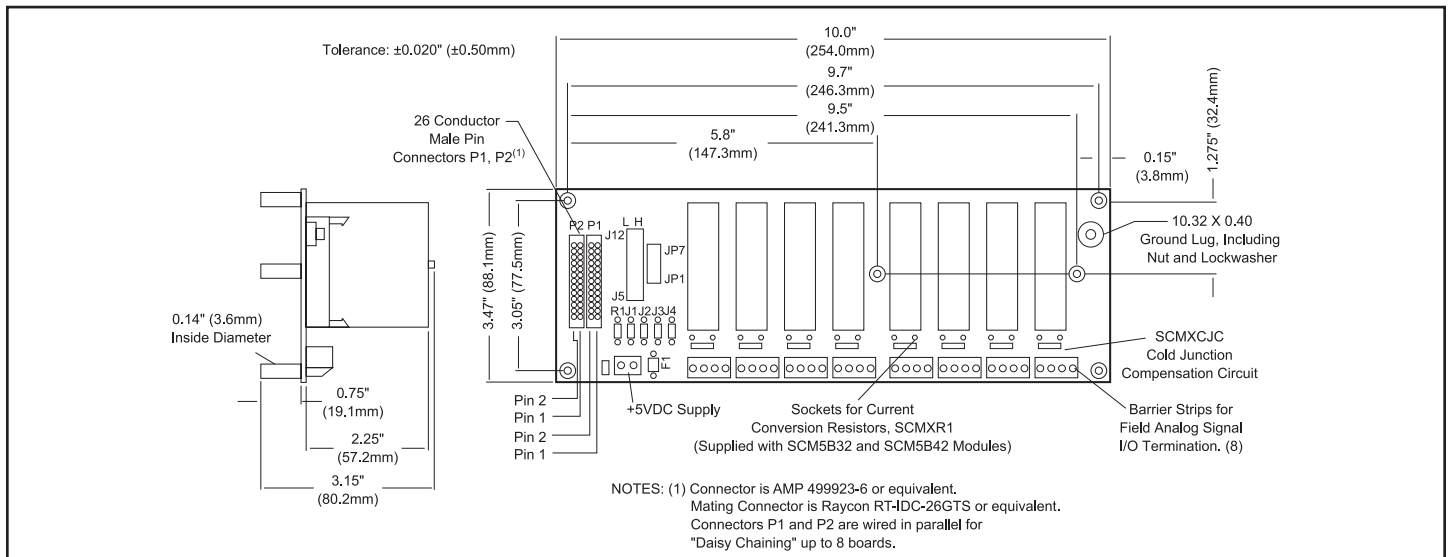 Tolerance: ±0.020" (±0.50mm)
10.0"
(254.0mm)
9.7"
(246.3mm)
9.5"
(241.3mm)
5.8"
(147.3mm)
1.275" (32.4mm)
0.15"
(3.8mm)
26 Conductor
Male Pin
Connectors P1, P2(1)
10.32 X 0.40
Ground Lug, Including
Nut and Lockwasher
3.47" (88.1mm)
3.05" (77.5mm)
P2 P1
L H
J12
JP7
JP1
J5
R1 J1 J2 J3 J4
F1
0.14" (3.6mm)
Inside Diameter
0.75"
(19.1mm)
2.25"
(57.2mm)
3.15"
(80.2mm)
Pin 2
Pin 1
Pin 2
Pin 1
+5VDC Supply
Sockets for Current
Conversion Resistors, SCMXR1
(Supplied with SCM5B32 and SCM5B42 Modules)
SCMXCJC
Cold Junction
Compensation Circuit
Barrier Strips for
Field Analog Signal
I/O Termination. (8)
NOTES: (1) Connector is AMP 499923-6 or equivalent.
Mating Connector is Raycon RT-IDC-26GTS or equivalent.
Connectors P1 and P2 are wired in parallel for
"Daisy Chaining" up to 8 boards.